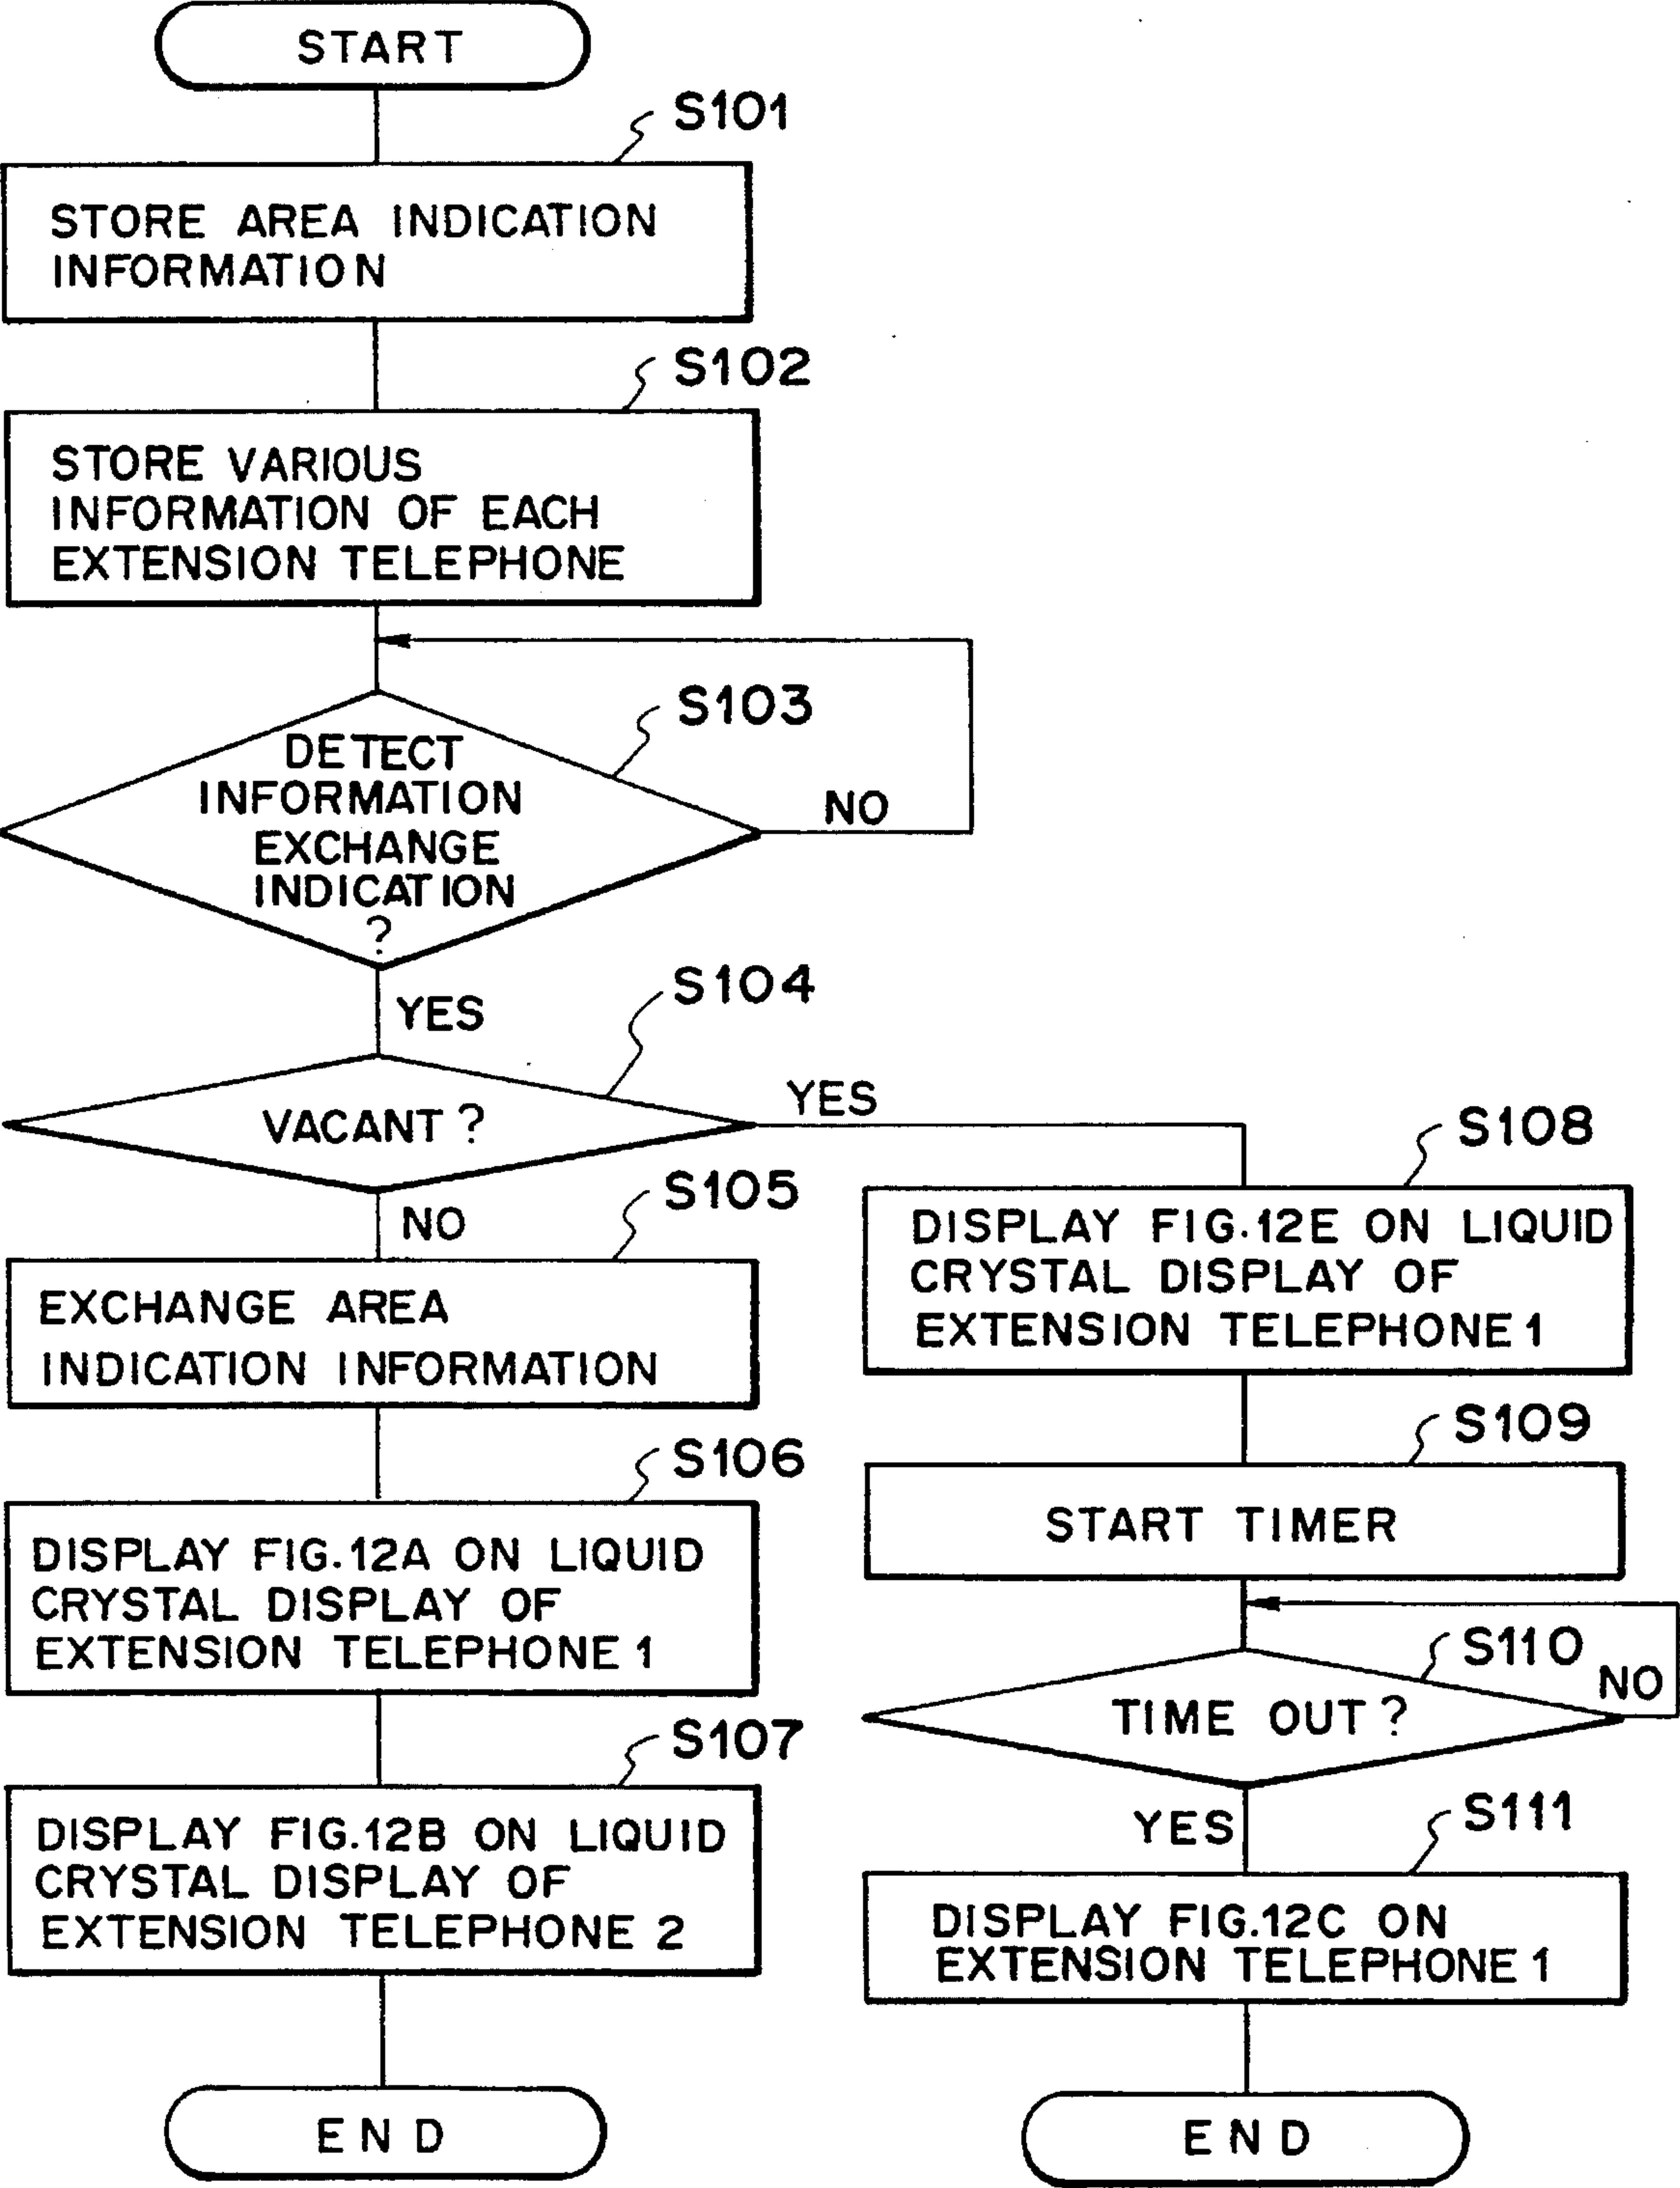 START
S101
STORE AREA INDICATION
INFORMATION
S102
STORE VARIOUS
INFORMATION OF EACH
EXTENSION TELEPHONE
S103
DETECT
INFORMATION
EXCHANGE
INDICATION
?
NO
YES
S104
VACANT?
YES
NO
S105
EXCHANGE AREA
INDICATION INFORMATION
S106
DISPLAY FIG.12A ON LIQUID
CRYSTAL DISPLAY OF
EXTENSION TELEPHONE 1
S107
DISPLAY FIG.12B ON LIQUID
CRYSTAL DISPLAY OF
EXTENSION TELEPHONE 2
END
S108
DISPLAY FIG.12E ON LIQUID
CRYSTAL DISPLAY OF
EXTENSION TELEPHONE 1
S109
START TIMER
S110
TIME OUT?
NO
YES
S111
DISPLAY FIG.12C ON
EXTENSION TELEPHONE 1
END